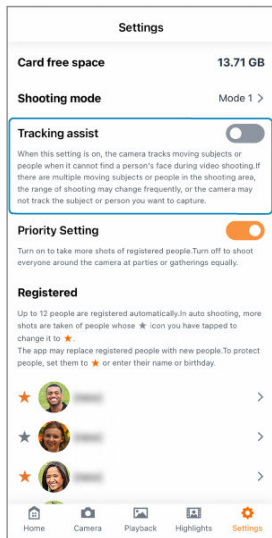 Settings
Card free space 13.71 GB
Shooting mode Mode 1 >
Tracking assist
When this setting is on, the camera tracks moving subjects or
people when it cannot find a person's face during video shooting.If
there are multiple moving subjects or people in the shooting area,
the range of shooting may change frequently, or the camera may
not track the subject or person you want to capture.
Priority Setting
Turn on to take more shots of registered people.Turn off to shoot
everyone around the camera at parties or gatherings equally.
Registered
Up to 12 people are registered automatically.In auto shooting, more
shots are taken of people whose ★ icon you have tapped to
change it to ★.
The app may replace registered people with new people.To protect
people, set them to ★ or enter their name or birthday.
Home Camera Playback Highlights Settings